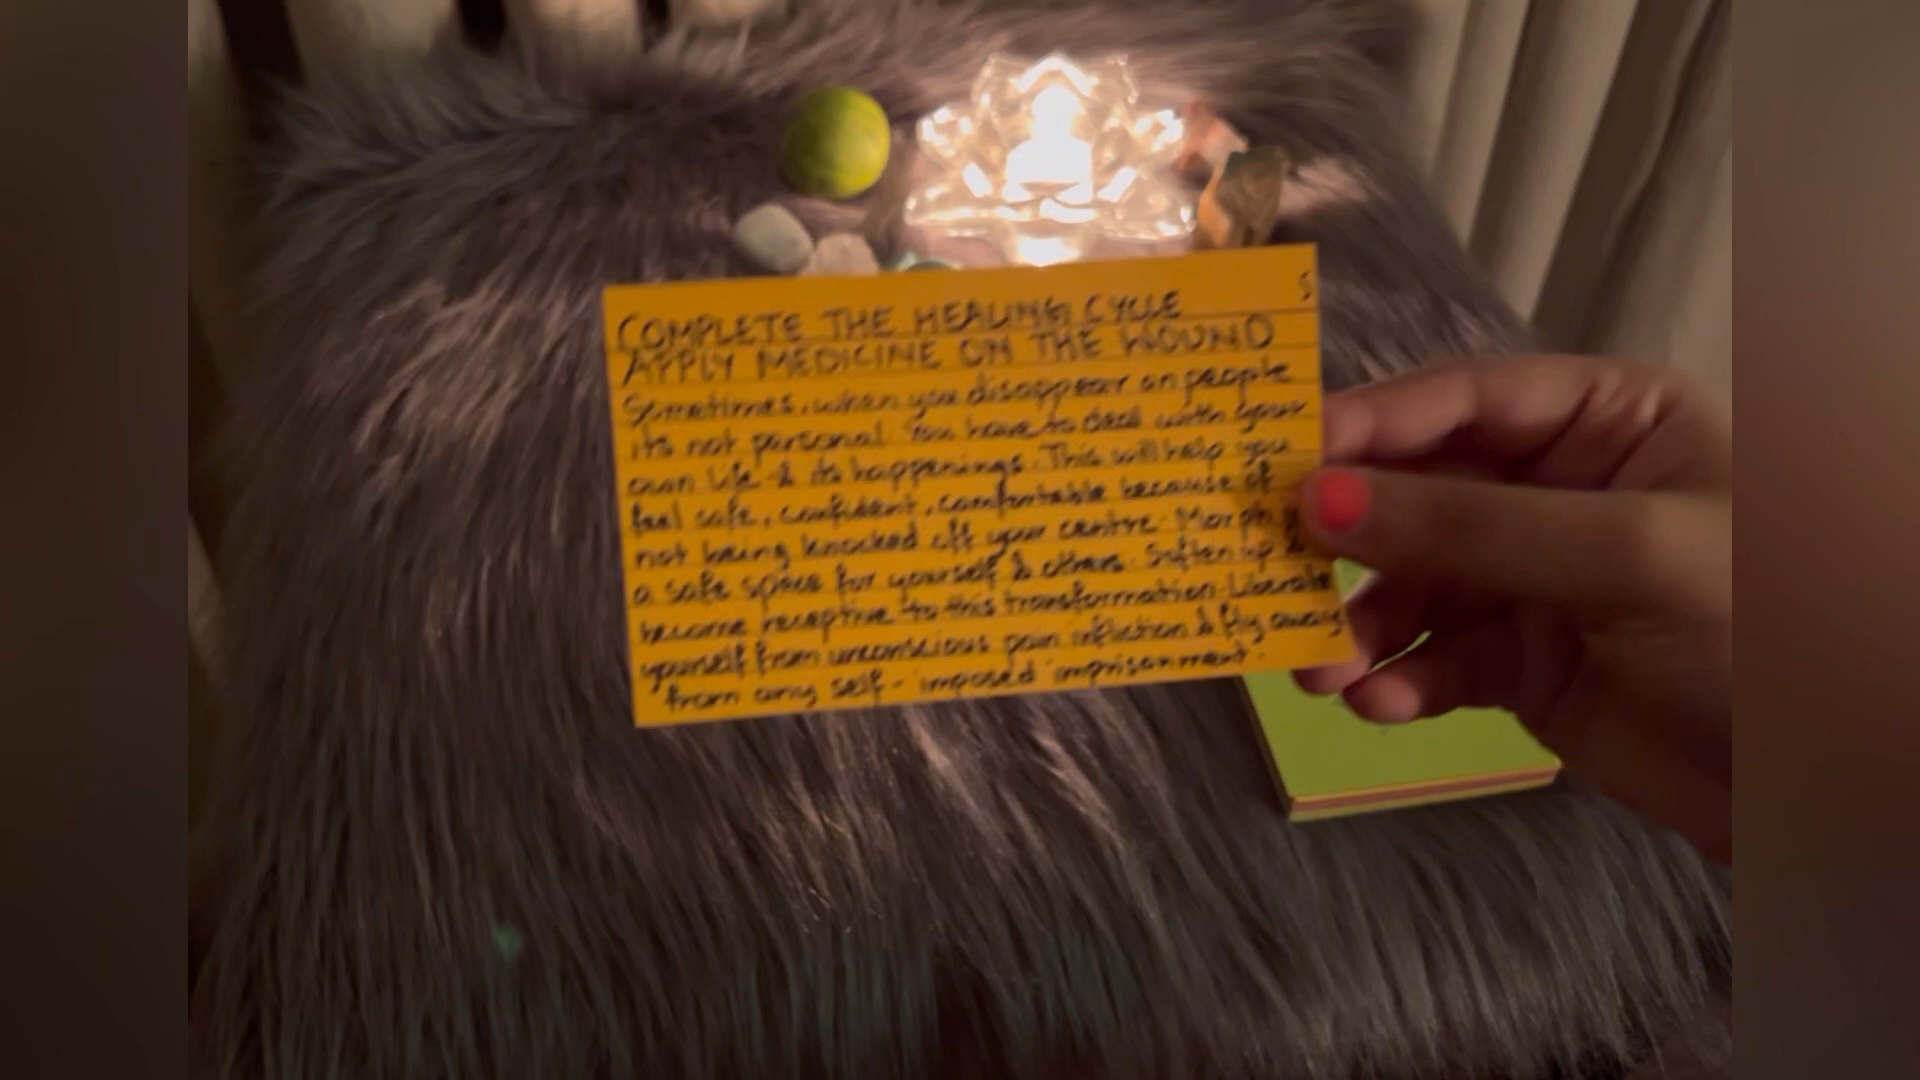 S
COMPLETE THE HEALING CYCLE
APPLY MEDICINE ON THE WOUND
Sometimes, when you disappear on people
its not personal. You have to deal with your
own life & its happenings. This will help you
feel safe, confident, comfortable because of
not being knocked off your centre. Morph
a safe space for yourself & others. Soften up &
become receptive to this transformation. Liberate
yourself from unconscious pain infliction & fly away
from any self-imposed 'imprisonment'.